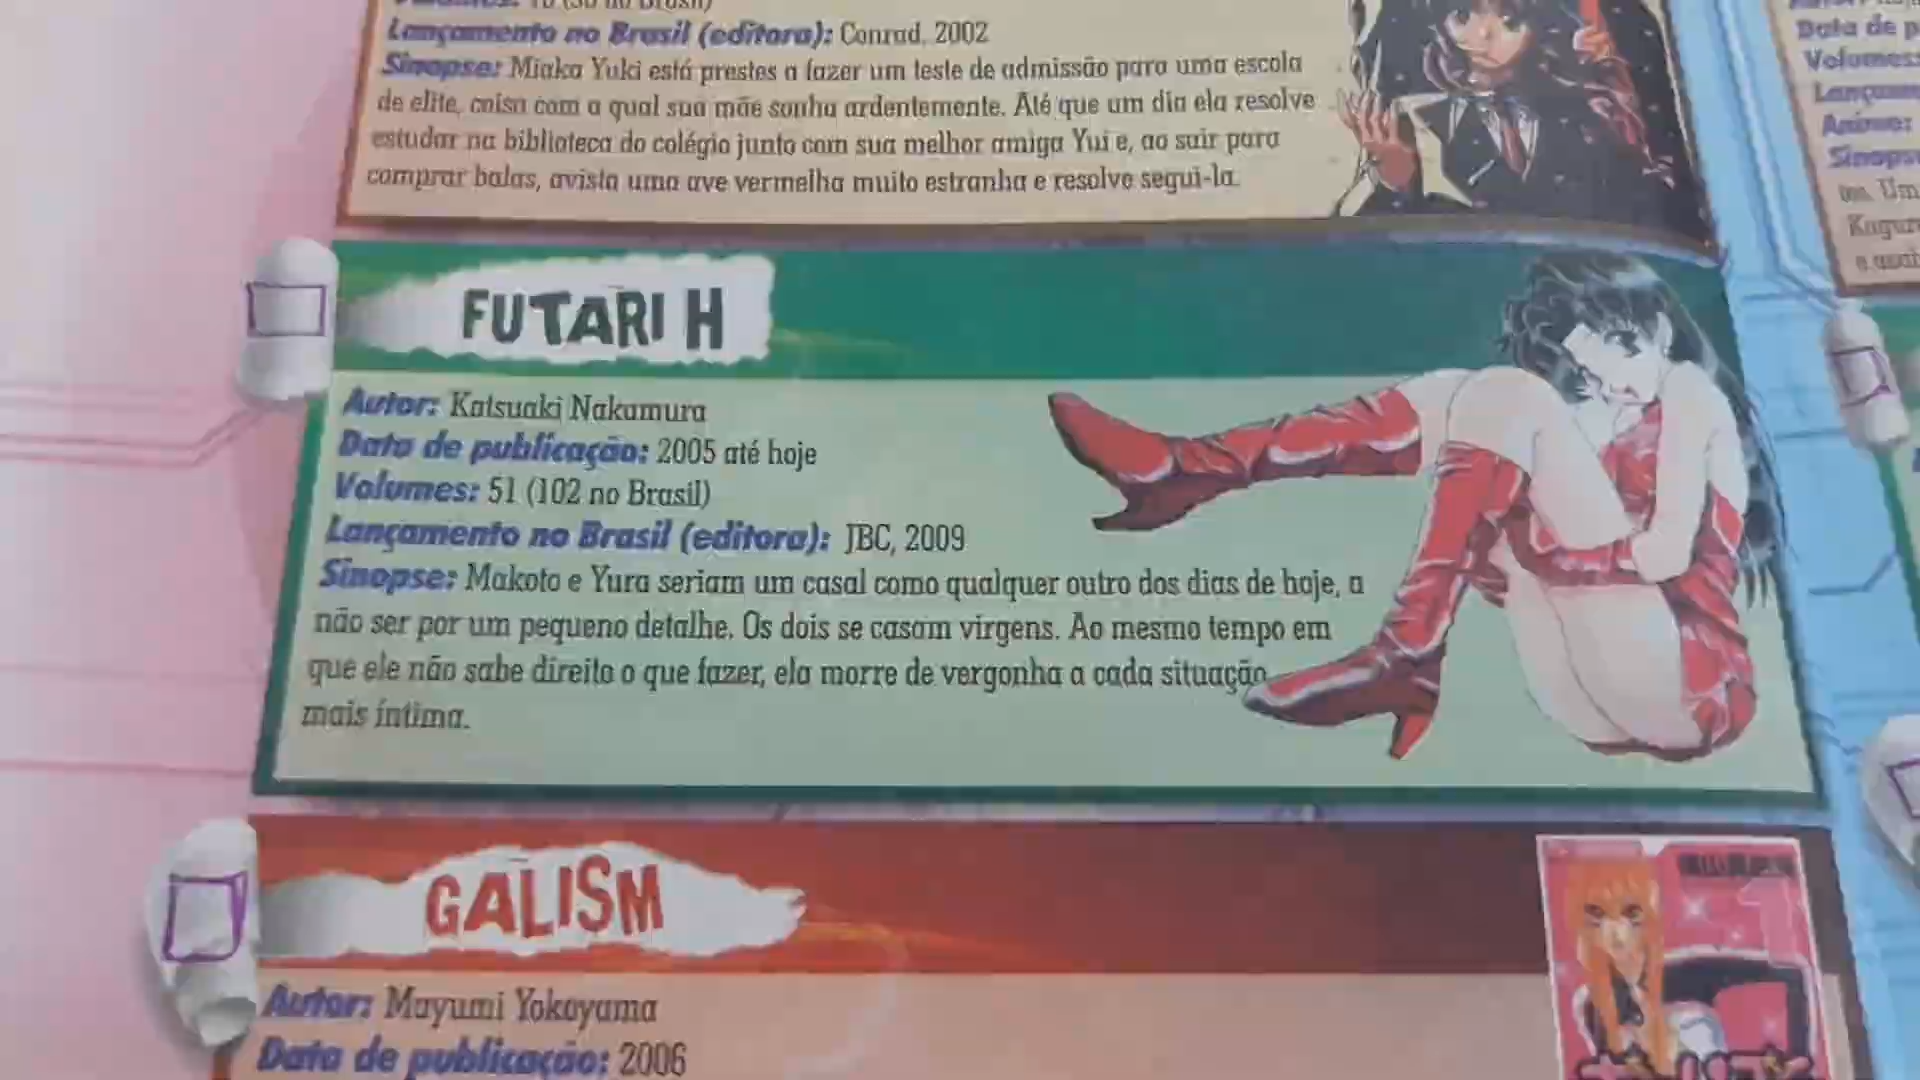 Lançamento no Brasil (editora): Conrad, 2002
Sinopse: Miaka Yuki está prestes a fazer um teste de admissão para uma escola
de elite, coisa com a qual sua mãe sonha ardentemente. Até que um dia ela resolve
estudar na biblioteca do colégio junto com sua melhor amiga Yui e, ao sair para
comprar balas, avista uma ave vermelha muito estranha e resolve segui-la.
FUTARI H
Autor: Katsuaki Nakamura
Data de publicação: 2005 até hoje
Volumes: 51 (102 no Brasil)
Lançamento no Brasil (editora): JBC, 2009
Sinopse: Makoto e Yura seriam um casal como qualquer outro dos dias de hoje, a
não ser por um pequeno detalhe. Os dois se casam virgens. Ao mesmo tempo em
que ele não sabe direito o que fazer, ela morre de vergonha a cada situação
mais íntima.
GALISM
Autor: Mayumi Yokoyama
Data de publicação: 2006
1
Data de p
Volumes:
Anime:
Um